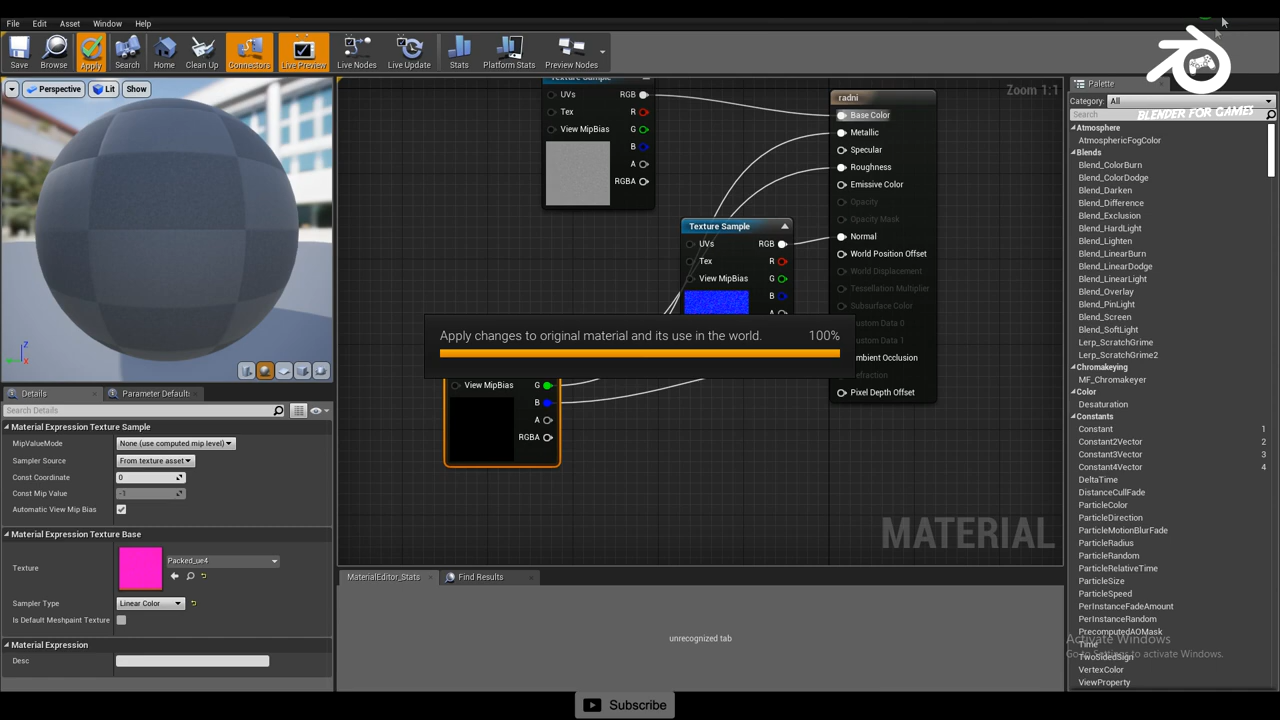 File Edit Asset Window Help
Save Browse Apply Search Home Clean Up Connectors Live Preview Live Nodes Live Update Stats Platform Stats Preview Nodes
BLENDER FOR GAMES
Perspective Lit Show
Z
X
Details Parameter Default:
Search Details
Material Expression Texture Sample
MipValueMode None (use computed mip level)
Sampler Source From texture asset
Const Coordinate 0
Const Mip Value -1
Automatic View Mip Bias
Material Expression Texture Base
Texture Packed_ue4
Sampler Type Linear Color
Is Default Meshpaint Texture
Material Expression
Desc
Zoom 1:1
Texture Sample
UVs RGB
Tex R
View MipBias G
B
A
RGBA
Texture Sample
UVs RGB
Tex R
View MipBias G
B
View MipBias G
B
A
RGBA
radni
Base Color
Metallic
Specular
Roughness
Emissive Color
Opacity
Opacity Mask
Normal
World Position Offset
World Displacement
Tessellation Multiplier
Subsurface Color
Custom Data 0
Ambient Occlusion
Pixel Depth Offset
Apply changes to original material and its use in the world. 100%
MATERIAL
MaterialEditor_Stats Find Results
unrecognized tab
Palette
Category: All
Search
Atmosphere
AtmosphericFogColor
Blends
Blend_ColorBurn
Blend_ColorDodge
Blend_Darken
Blend_Difference
Blend_Exclusion
Blend_HardLight
Blend_Lighten
Blend_LinearBurn
Blend_LinearDodge
Blend_LinearLight
Blend_Overlay
Blend_PinLight
Blend_Screen
Blend_SoftLight
Lerp_ScratchGrime
Lerp_ScratchGrime2
Chromakeying
MF_Chromakeyer
Color
Desaturation
Constants
Constant 1
Constant2Vector 2
Constant3Vector 3
Constant4Vector 4
DeltaTime
DistanceCullFade
ParticleColor
ParticleDirection
ParticleMotionBlurFade
ParticleRadius
ParticleRandom
ParticleRelativeTime
ParticleSize
ParticleSpeed
PerInstanceFadeAmount
PerInstanceRandom
PrecomputedAOMask
Time
TwoSidedSign
VertexColor
ViewProperty
Activate Windows
Go to Settings to activate Windows.
Subscribe